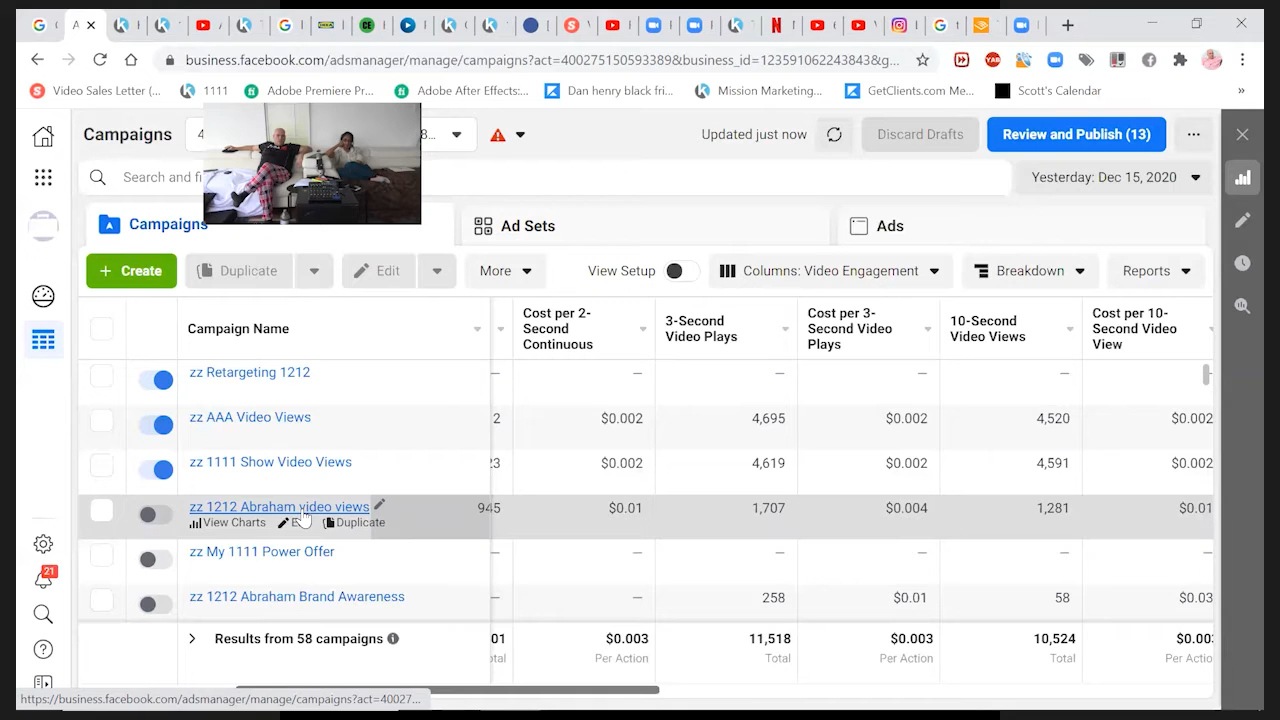 business.facebook.com/adsmanager/manage/campaigns?act=40027515059 3389&business_id=123591062243843&g...
Video Sales Letter (...
1111
Adobe Premiere Pr...
Adobe After Effects:...
Dan henry black fri...
Mission Marketing...
GetClients.com Me...
Scott's Calendar
»
Campaigns
4
8...
Updated just now
Discard Drafts
Review and Publish (13)
Search and fi
Yesterday: Dec 15, 2020
Campaigns
Ad Sets
Ads
+ Create
Duplicate
Edit
More
View Setup
Columns: Video Engagement
Breakdown
Reports
Campaign Name
Cost per 2-
Second
Continuous
3-Second
Video Plays
Cost per 3-
Second Video
Plays
10-Second
Video Views
Cost per 10-
Second Video
View
zz Retargeting 1212
— — — — —
zz AAA Video Views
2 $0.002 4,695 $0.002 4,520 $0.002
zz 1111 Show Video Views
23 $0.002 4,619 $0.002 4,591 $0.002
zz 1212 Abraham video views
945 $0.01 1,707 $0.004 1,281 $0.01
View Charts
Duplicate
zz My 1111 Power Offer
— — — — —
zz 1212 Abraham Brand Awareness
— — 258 $0.01 58 $0.03
Results from 58 campaigns
01 $0.003 11,518 $0.003 10,524 $0.00
otal Per Action Total Per Action Total Per Actio
21
https://business.facebook.com/adsmanager/manage/campaigns?act=40027...